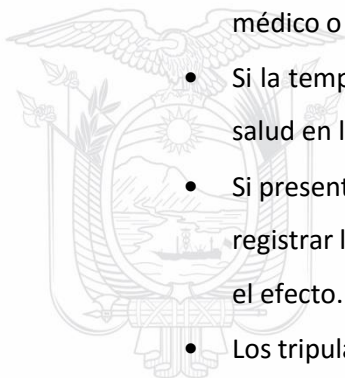 médico o
• Si la temp
salud en l
• Si present
registrar l
el efecto.
• Los tripula